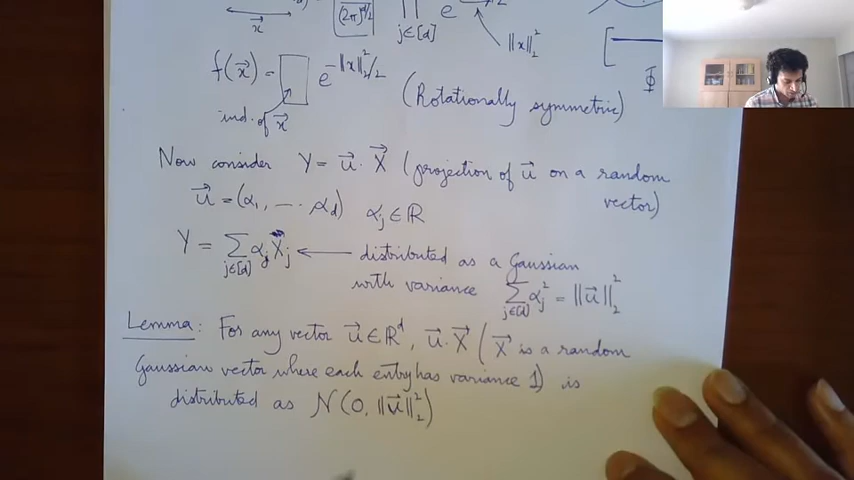 x⃗ (2π)^{d/2} ∏_{j∈[d]} e ‖x‖₂²
f(x⃗) = e^{-‖x‖₂²/2} (Rotationally symmetric) Φ
ind. of x⃗
Now consider Y = u⃗ · X⃗ (projection of u⃗ on a random
vector)
u⃗ = (α₁, ---- α_d) α_j ∈ ℝ
Y = ∑_{j∈[d]} α_j X_j ← distributed as a Gaussian
with variance ∑_{j∈[d]} α_j² = ‖u⃗‖₂²
Lemma: For any vector u⃗ ∈ ℝ^d, u⃗ · X⃗ (X⃗ is a random
Gaussian vector where each entry has variance 1) is
distributed as N(0, ‖u⃗‖₂²)